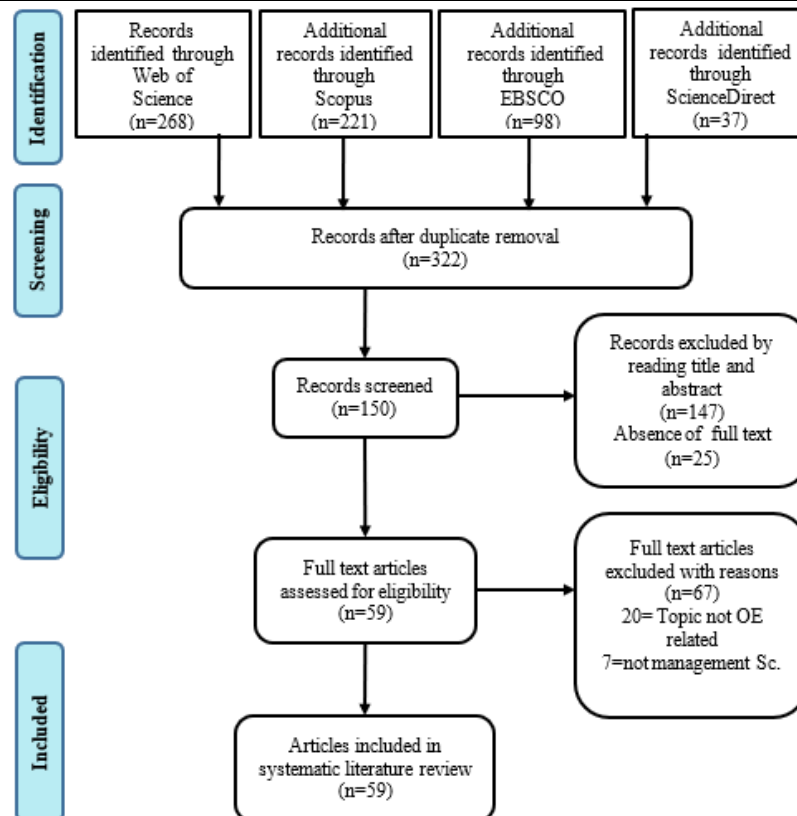 Identification
Records
identified through
Web of
Science
(n=268)
Additional
records identified
through
Scopus
(n=221)
Additional
records identified
through
EBSCO
(n=98)
Additional
records identified
through
ScienceDirect
(n=37)
Screening
Records after duplicate removal
(n=322)
Eligibility
Records screened
(n=150)
Records excluded by
reading title and
abstract
(n=147)
Absence of full text
(n=25)
Full text articles
assessed for eligibility
(n=59)
Full text articles
excluded with reasons
(n=67)
20= Topic not OE
related
7=not management Sc.
Included
Articles included in
systematic literature review
(n=59)